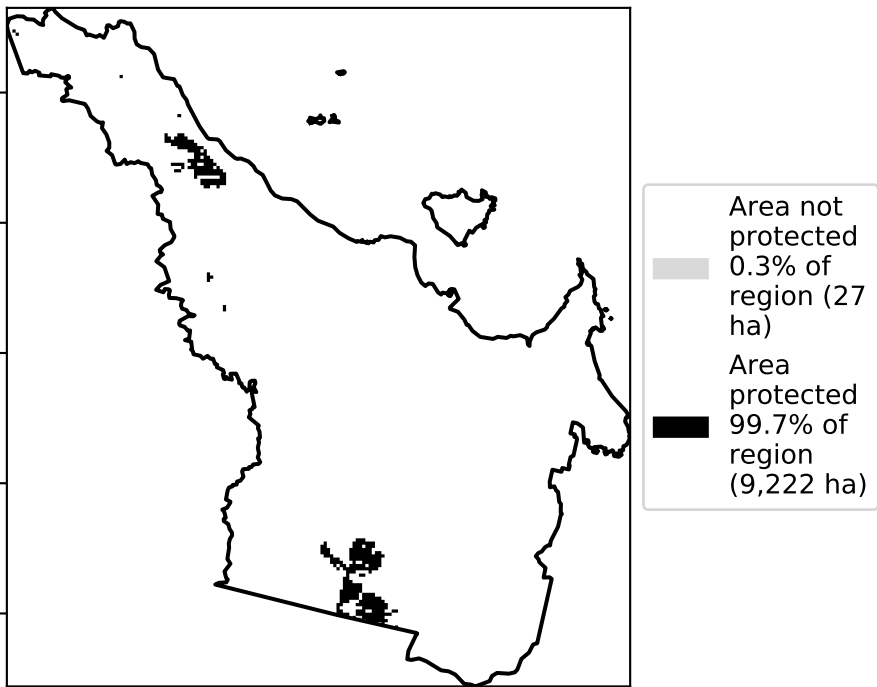 Area not
protected
0.3% of
region (27
ha)
Area
protected
99.7% of
region
(9,222 ha)